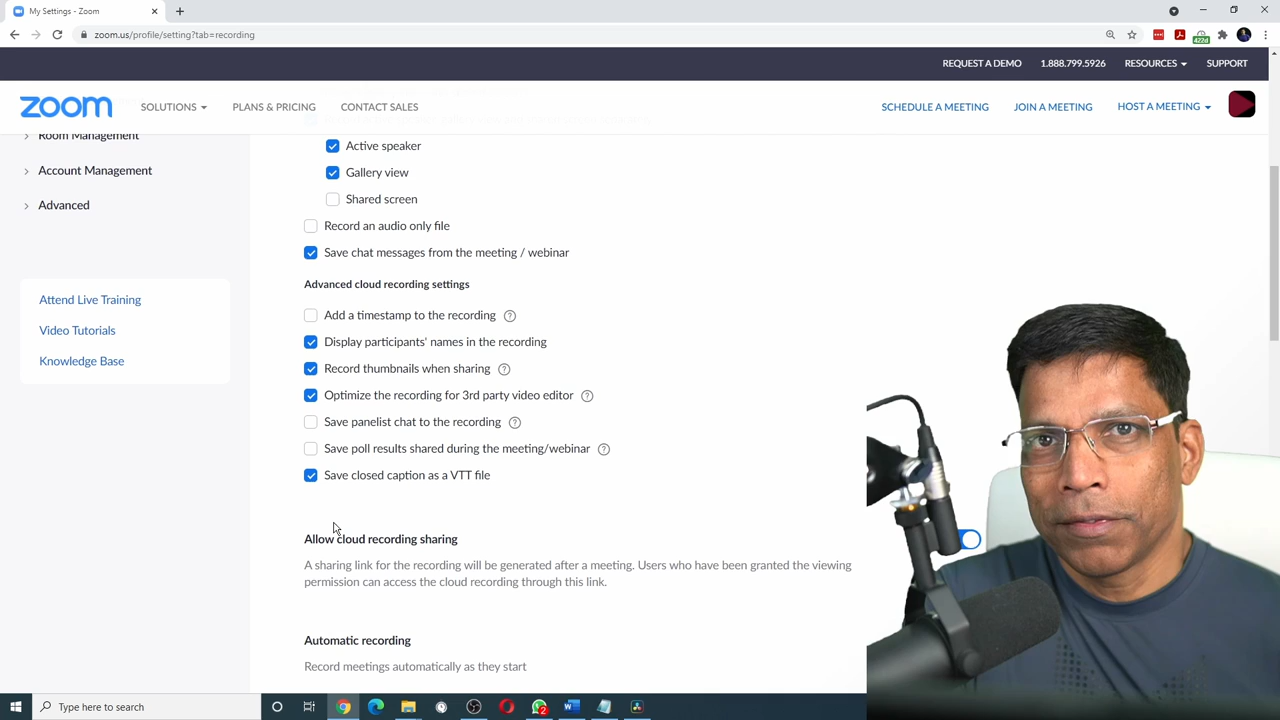 My Settings - Zoom
zoom.us/profile/setting?tab=recording
422d
REQUEST A DEMO 1.888.799.5926 RESOURCES SUPPORT
zoom SOLUTIONS PLANS & PRICING CONTACT SALES SCHEDULE A MEETING JOIN A MEETING HOST A MEETING
Room Management
Account Management
Advanced
Attend Live Training
Video Tutorials
Knowledge Base
Active speaker
Gallery view
Shared screen
Record an audio only file
Save chat messages from the meeting / webinar
Advanced cloud recording settings
Add a timestamp to the recording ?
Display participants' names in the recording
Record thumbnails when sharing ?
Optimize the recording for 3rd party video editor ?
Save panelist chat to the recording ?
Save poll results shared during the meeting/webinar ?
Save closed caption as a VTT file
Allow cloud recording sharing
A sharing link for the recording will be generated after a meeting. Users who have been granted the viewing
permission can access the cloud recording through this link.
Automatic recording
Record meetings automatically as they start
Type here to search
2